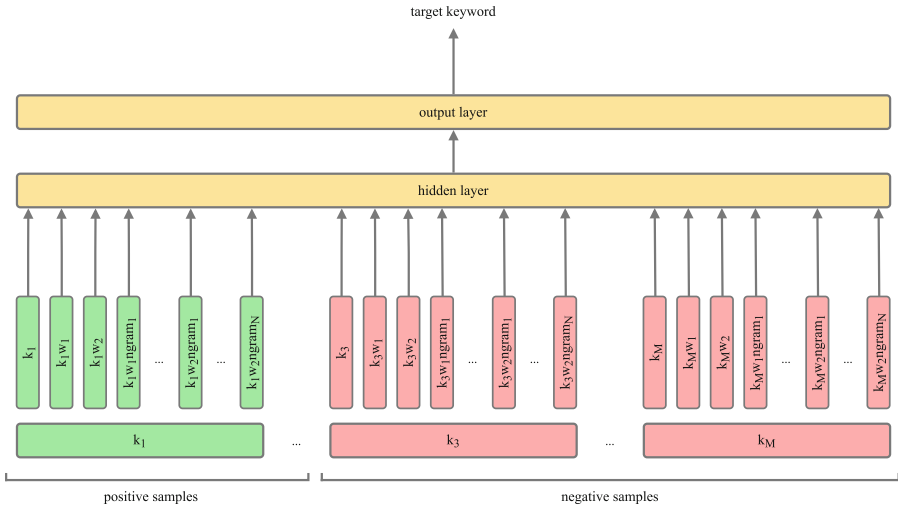 target keyword
output layer
hidden layer
k1 k1w1 k1w2 k1w1ngram1 ... k1w2ngram1 ... k1w2ngramN k3 k3w1 k3w2 k3w1ngram1 ... k3w2ngram1 ... k3w2ngramN kM kMw1 kMw2 kMw1ngram1 ... kMw2ngram1 ... kMw2ngramN
k1 ... k3 ... kM
positive samples negative samples